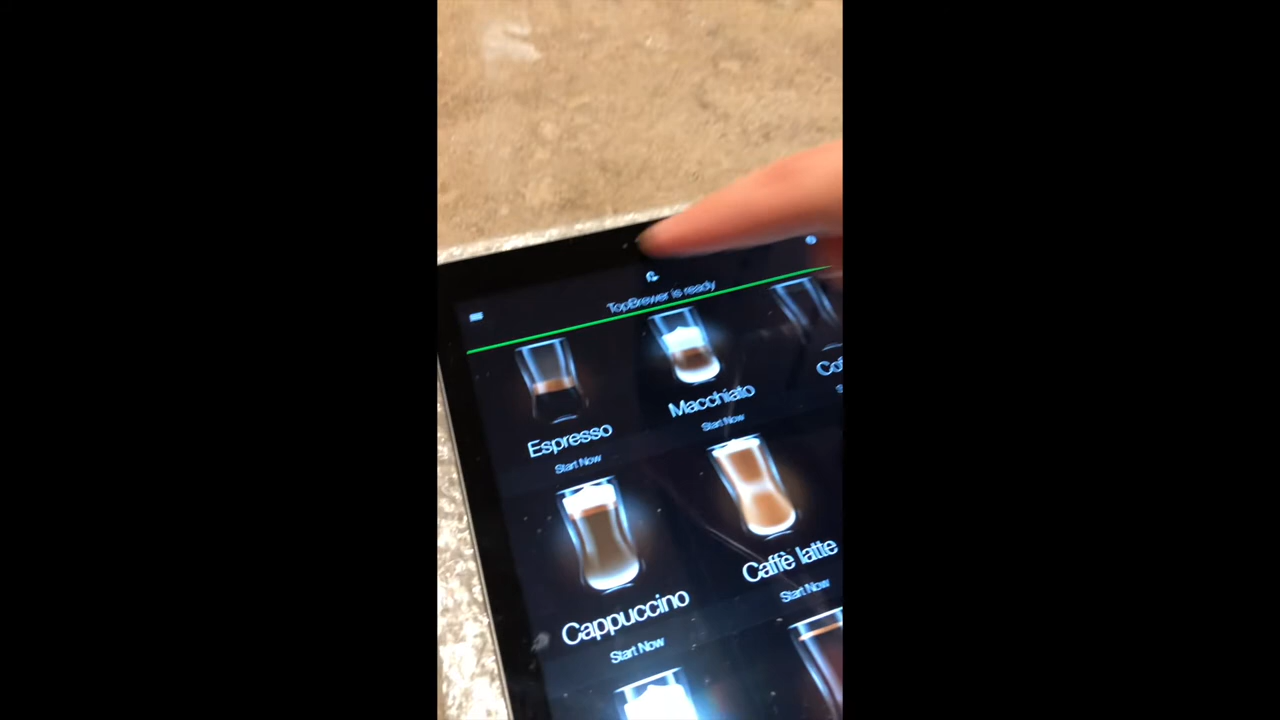 TopBrewer is ready
Espresso
Start Now
Macchiato
Start Now
Cappuccino
Start Now
Caffè latte
Start Now